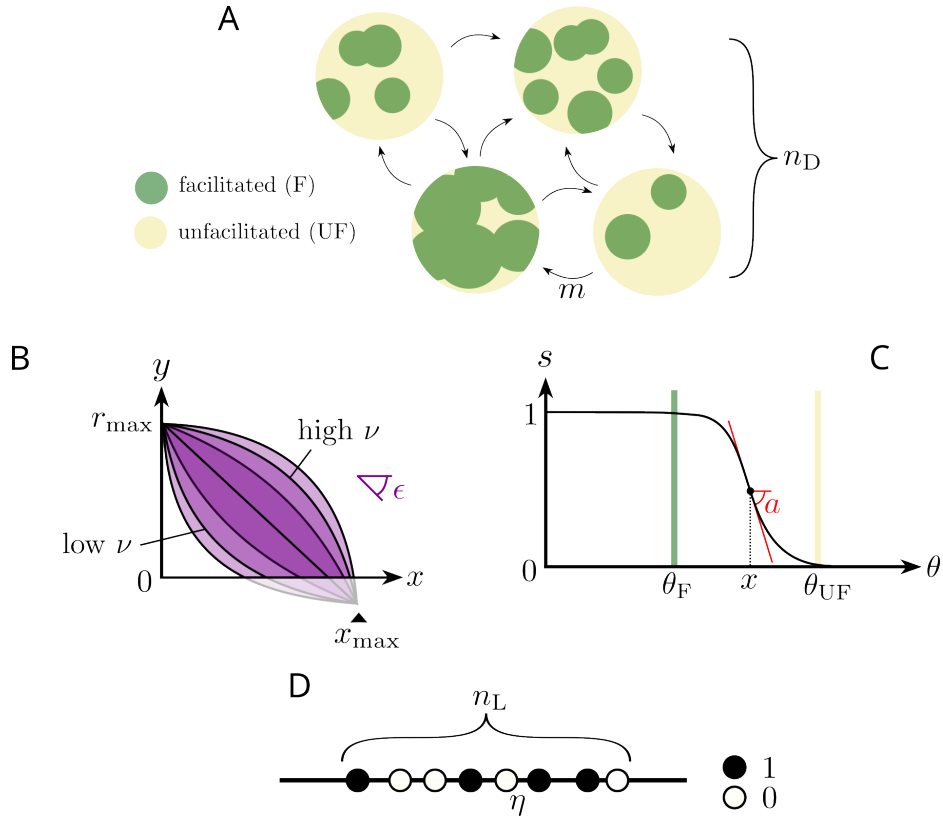 A
n_D
facilitated (F)
unfacilitated (UF)
m
B
y
r_max
high ν
ϵ
low ν
0
x
x_max
C
s
1
a
0
θ_F
x
θ_UF
θ
D
n_L
η
1
0